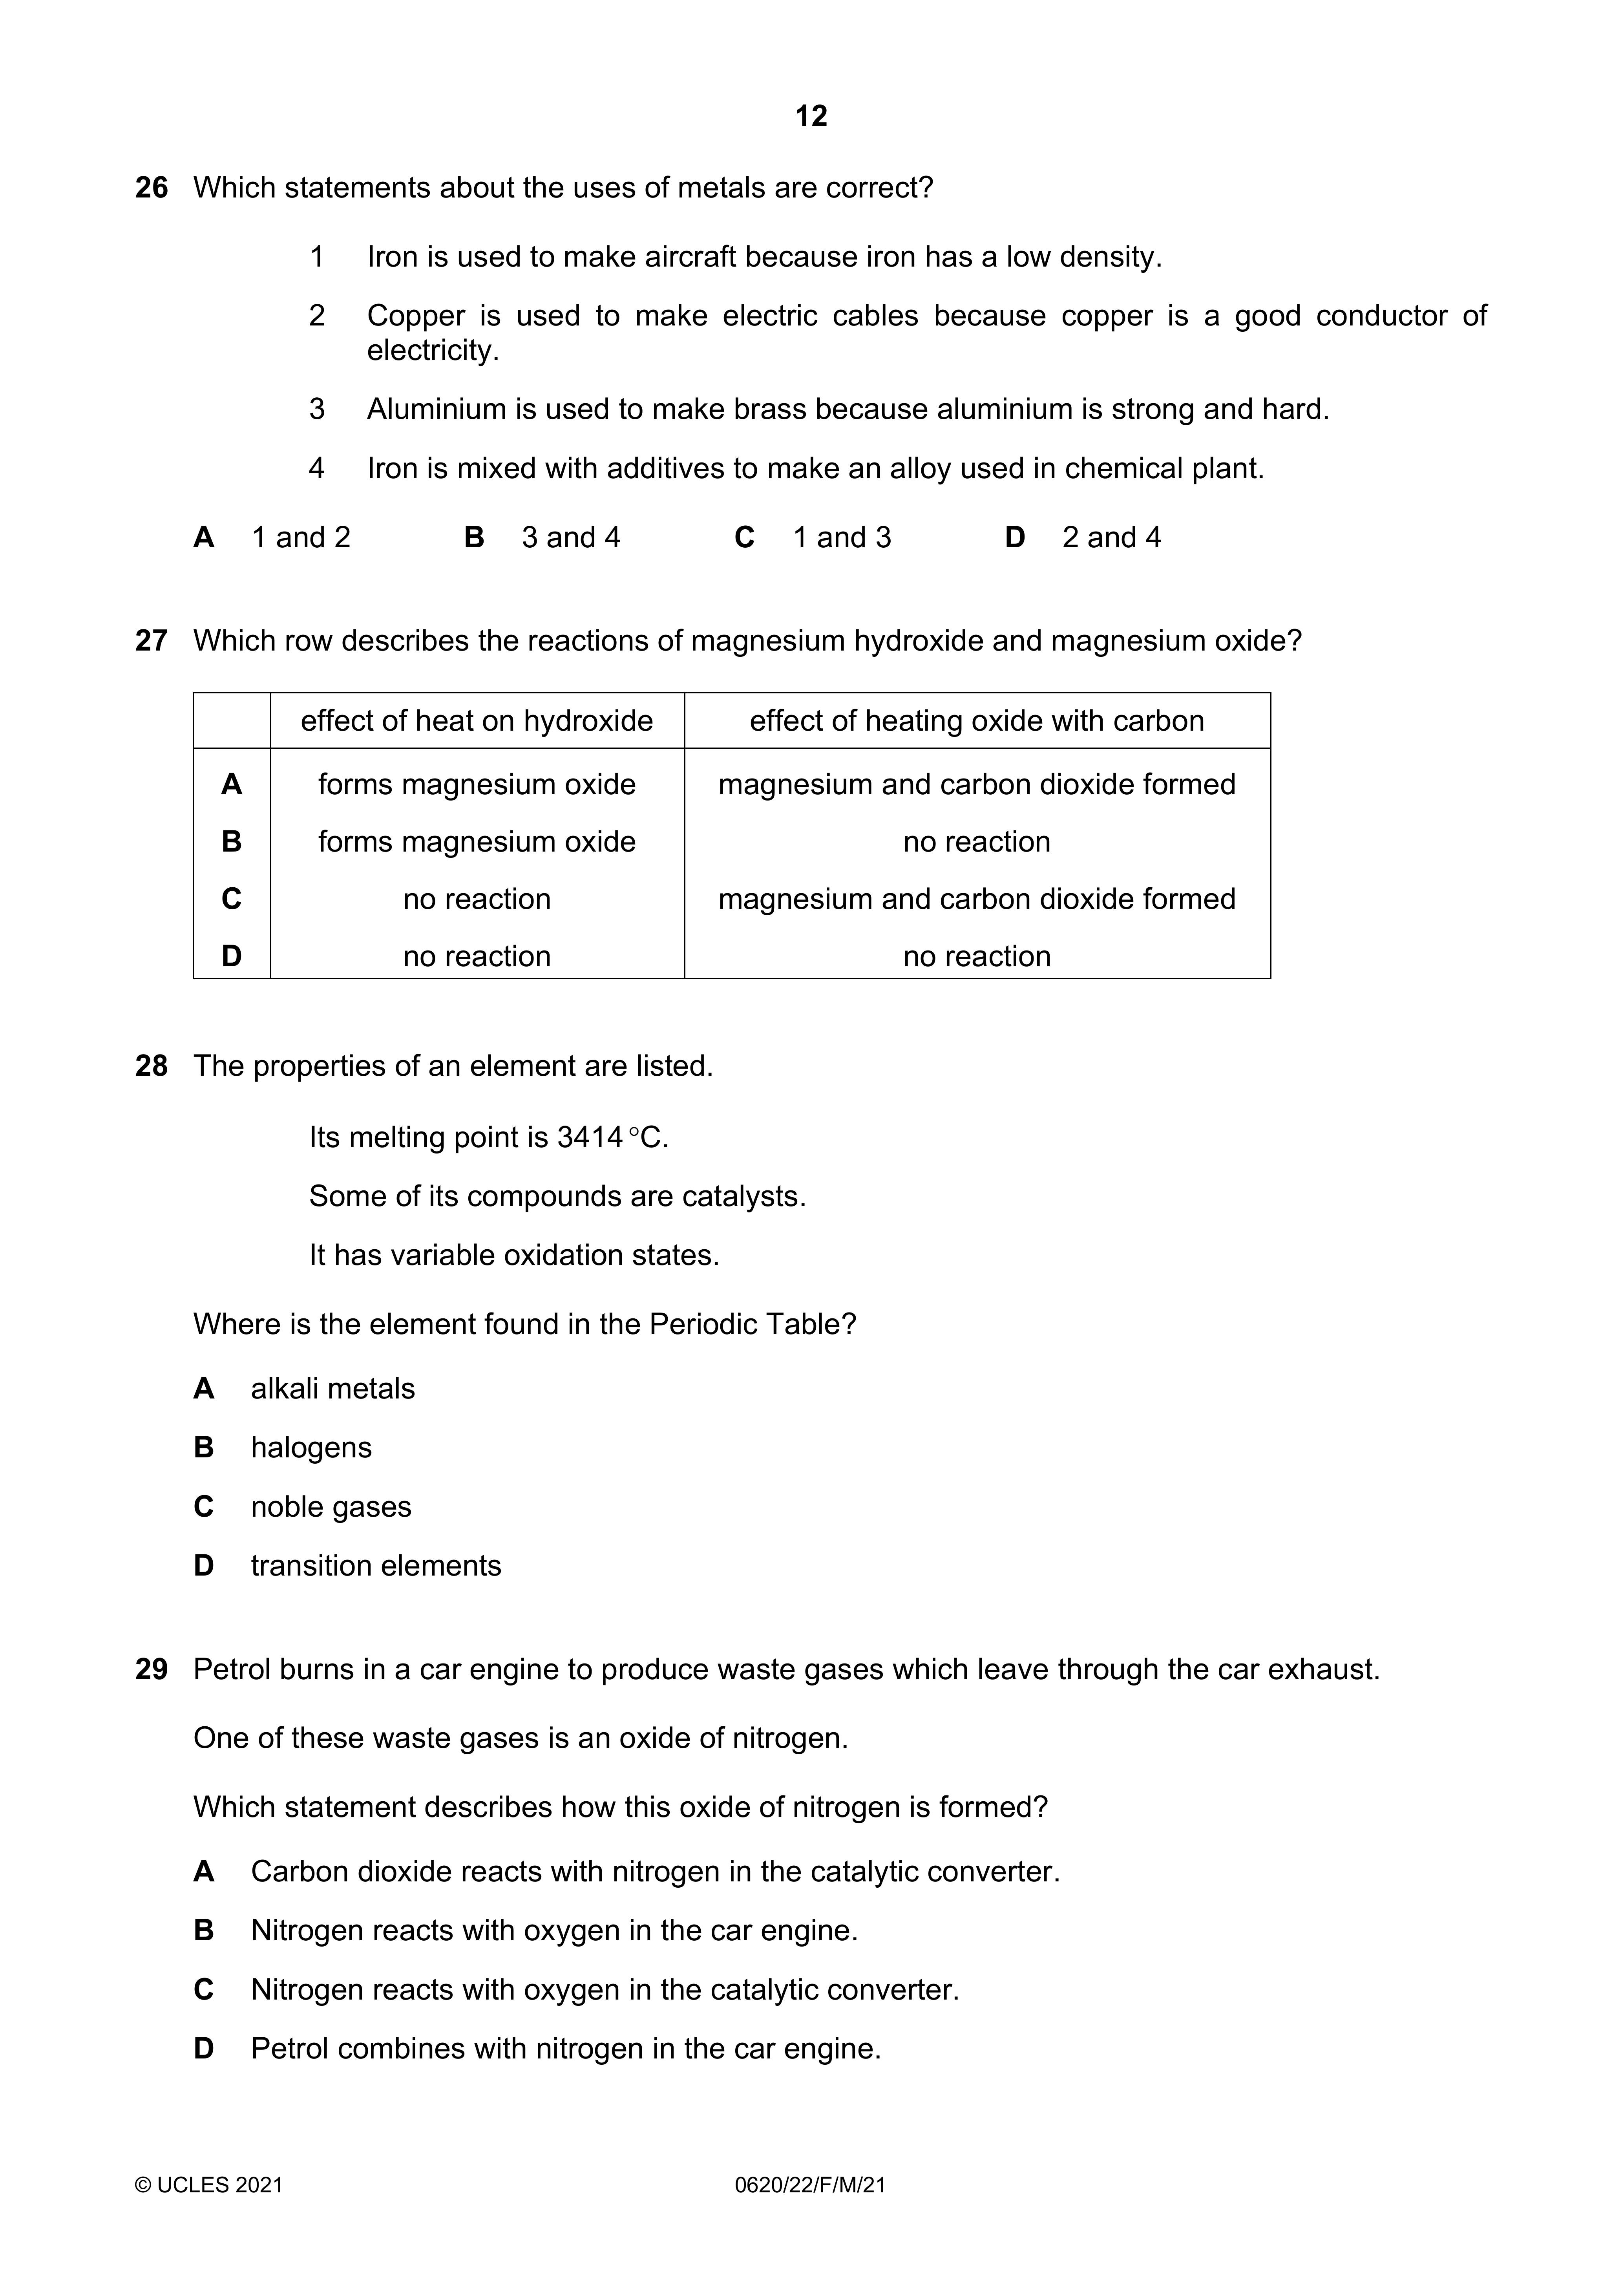 12
26 Which statements about the uses of metals are correct?
1 Iron is used to make aircraft because iron has a low density.
2 Copper is used to make electric cables because copper is a good conductor of
electricity.
3 Aluminium is used to make brass because aluminium is strong and hard.
4 Iron is mixed with additives to make an alloy used in chemical plant.
A 1 and 2 B 3 and 4 C 1 and 3 D 2 and 4
27 Which row describes the reactions of magnesium hydroxide and magnesium oxide?
effect of heat on hydroxide effect of heating oxide with carbon
A forms magnesium oxide magnesium and carbon dioxide formed
B forms magnesium oxide no reaction
C no reaction magnesium and carbon dioxide formed
D no reaction no reaction
28 The properties of an element are listed.
Its melting point is 3414 °C.
Some of its compounds are catalysts.
It has variable oxidation states.
Where is the element found in the Periodic Table?
A alkali metals
B halogens
C noble gases
D transition elements
29 Petrol burns in a car engine to produce waste gases which leave through the car exhaust.
One of these waste gases is an oxide of nitrogen.
Which statement describes how this oxide of nitrogen is formed?
A Carbon dioxide reacts with nitrogen in the catalytic converter.
B Nitrogen reacts with oxygen in the car engine.
C Nitrogen reacts with oxygen in the catalytic converter.
D Petrol combines with nitrogen in the car engine.
© UCLES 2021 0620/22/F/M/21